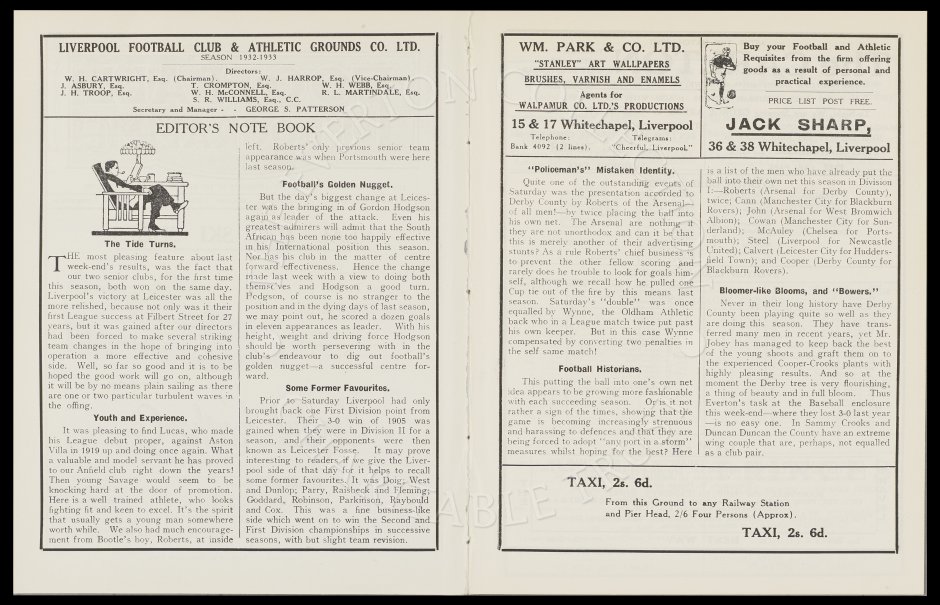 LIVERPOOL FOOTBALL CLUB & ATHLETIC GROUNDS CO. LTD.
SEASON 1932-1933
Directors:
W. H. CARTWRIGHT, Esq. (Chairman). W. J. HARROP, Esq. (Vice-Chairman).
J. ASBURY, Esq. T. CROMPTON, Esq. W. H. WEBB, Esq.
J. H. TROOP, Esq. W. H. McCONNELL, Esq. R. L. MARTINDALE, Esq.
S. R. WILLIAMS, Esq., C.C.
Secretary and Manager - - GEORGE S. PATTERSON
EDITOR'S NOTE BOOK
The Tide Turns.
THE most pleasing feature about last
week-end's results, was the fact that
our two senior clubs, for the first time
this season, both won on the same day.
Liverpool's victory at Leicester was all the
more relished, because not only was it their
first League success at Filbert Street for 27
years, but it was gained after our directors
had been forced to make several striking
team changes in the hope of bringing into
operation a more effective and cohesive
side. Well, so far so good and it is to be
hoped the good work will go on, although
it will be by no means plain sailing as there
are one or two particular turbulent waves in
the offing.
Youth and Experience.
It was pleasing to find Lucas, who made
his League debut proper, against Aston
Villa in 1919 up and doing once again. What
a valuable and model servant he has proved
to our Anfield club right down the years!
Then young Savage would seem to be
knocking hard at the door of promotion.
Here is a well trained athlete, who looks
fighting fit and keen to excel. It's the spirit
that usually gets a young man somewhere
worth while. We also had much encourage-
ment from Bootle's boy, Roberts, at inside
left. Roberts' only previous senior team
appearance was when Portsmouth were here
last season.
Football's Golden Nugget.
But the day's biggest change at Leices-
ter was the bringing in of Gordon Hodgson
again as leader of the attack. Even his
greatest admirers will admit that the South
African has been none too happily effective
in his International position this season.
Nor has his club in the matter of centre
forward effectiveness. Hence the change
made last week with a view to doing both
themselves and Hodgson a good turn.
Hodgson, of course, is no stranger to the
position and in the dying days of last season,
we may point out, he scored a dozen goals
in eleven appearances as leader. With his
height, weight and driving force Hodgson
should be worth persevering with in the
club's endeavour to dig out football's
golden nugget—a successful centre for-
ward.
Some Former Favourites.
Prior to Saturday Liverpool had only
brought back one First Division point from
Leicester. Their 3-0 win of 1905 was
gained when they were in Division II for a
season, and their opponents were then
known as Leicester Fosse. It may prove
interesting to readers if we give the Liver-
pool side of that day for it helps to recall
some former favourites. It was Doig; West
and Dunlop; Parry, Raisbeck and Fleming;
Goddard, Robinson, Parkinson, Raybould
and Cox. This was a fine business-like
side which went on to win the Second and
First Division championships in successive
seasons, with but slight team revision.
WM. PARK & CO. LTD.
"STANLEY" ART WALLPAPERS
BRUSHES, VARNISH AND ENAMELS
Agents for
WALPAMUR CO. LTD.'S PRODUCTIONS
15 & 17 Whitechapel, Liverpool
Telephone: Telegrams:
Bank 4092 (2 lines). "Cheerful, Liverpool."
Buy your Football and Athletic
Requisites from the firm offering
goods as a result of personal and
practical experience.
PRICE LIST POST FREE.
JACK SHARP,
36 & 38 Whitechapel, Liverpool
"Policeman's" Mistaken Identity.
Quite one of the outstanding events of
Saturday was the presentation accorded to
Derby County by Roberts of the Arsenal—
of all men!—by twice placing the ball into
his own net. The Arsenal are nothing if
they are not unorthodox and can it be that
this is merely another of their advertising
stunts? As a rule Roberts' chief business is
to prevent the other fellow scoring and
rarely does he trouble to look for goals him-
self, although we recall how he pulled one
Cup tie out of the fire by this means last
season. Saturday's "double" was once
equalled by Wynne, the Oldham Athletic
back who in a League match twice put past
his own keeper. But in this case Wynne
compensated by converting two penalties in
the self same match!
Football Historians.
This putting the ball into one's own net
idea appears to be growing more fashionable
with each succeeding season. Or is it not
rather a sign of the times, showing that the
game is becoming increasingly strenuous
and harassing to defences and that they are
being forced to adopt "any port in a storm"
measures whilst hoping for the best? Here
is a list of the men who have already put the
ball into their own net this season in Division
I:—Roberts (Arsenal for Derby County),
twice; Cann (Manchester City for Blackburn
Rovers); John (Arsenal for West Bromwich
Albion); Cowan (Manchester City for Sun-
derland); McAuley (Chelsea for Ports-
mouth; Steel (Liverpool for Newcastle
United); Calvert (Leicester City for Hudders-
field Town); and Cooper (Derby County for
Blackburn Rovers).
Bloomer-like Blooms, and "Bowers."
Never in their long history have Derby
County been playing quite so well as they
are doing this season. They have trans-
ferred many men in recent years, yet Mr.
Jobey has managed to keep back the best
of the young shoots and graft them on to
the experienced Cooper-Crooks plants with
highly pleasing results. And so at the
moment the Derby tree is very flourishing,
a thing of beauty and in full bloom. Thus
Everton's task at the Baseball enclosure
this week-end—where they lost 3-0 last year
—is no easy one. In Sammy Crooks and
Duncan Duncan the County have an extreme
wing couple that are, perhaps, not equalled
as a club pair.
TAXI, 2s. 6d.
From this Ground to any Railway Station
and Pier Head, 2/6 Four Persons (Approx).
TAXI, 2s. 6d.